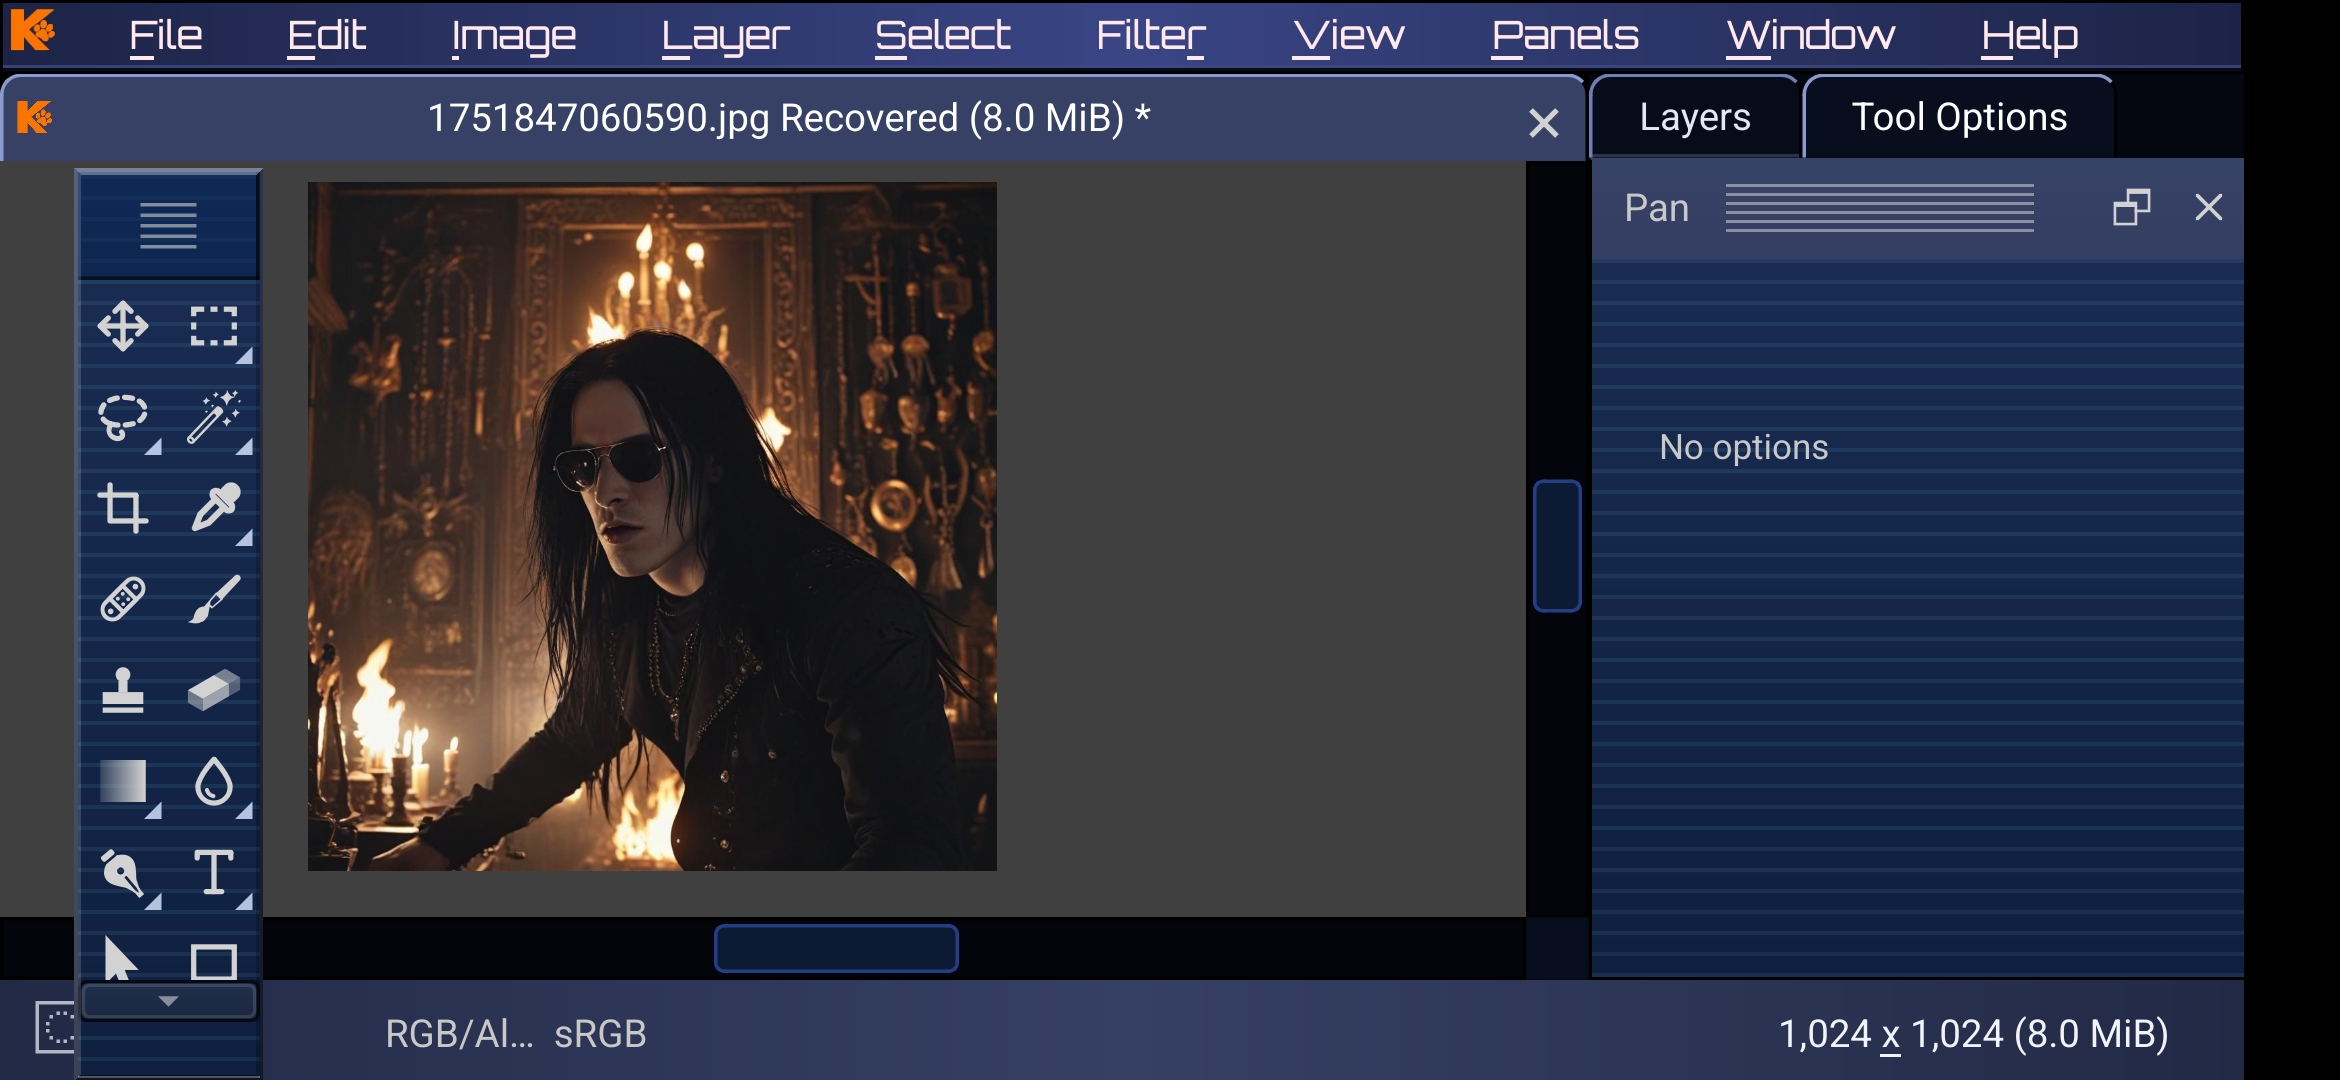 File Edit Image Layer Select Filter View Panels Window Help
1751847060590.jpg Recovered (8.0 MiB) *
Layers Tool Options
Pan
No options
RGB/Al... sRGB
1,024 x 1,024 (8.0 MiB)